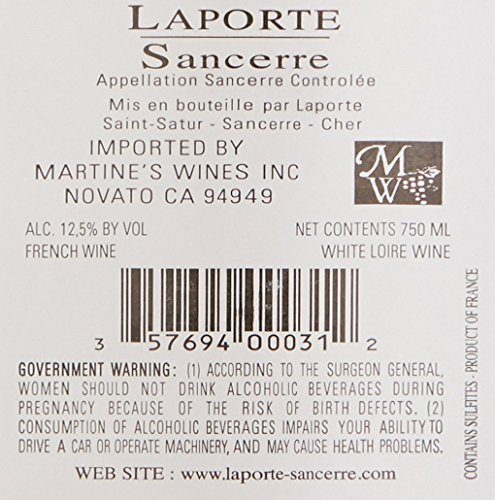 LAPORTE
Sancerre
Appellation Sancerre Controlée
Mis en bouteille par Laporte
Saint-Satur - Sancerre - Cher
IMPORTED BY
MARTINE'S WINES INC
NOVATO CA 94949
MW
ALC. 12,5% BY VOL
NET CONTENTS 750 ML
FRENCH WINE
WHITE LOIRE WINE
3 57694 00031 2
GOVERNMENT WARNING: (1) ACCORDING TO THE SURGEON GENERAL,
WOMEN SHOULD NOT DRINK ALCOHOLIC BEVERAGES DURING
PREGNANCY BECAUSE OF THE RISK OF BIRTH DEFECTS. (2)
CONSUMPTION OF ALCOHOLIC BEVERAGES IMPAIRS YOUR ABILITY TO
DRIVE A CAR OR OPERATE MACHINERY, AND MAY CAUSE HEALTH PROBLEMS.
WEB SITE : www.laporte-sancerre.com
CONTAINS SULFITES - PRODUCT OF FRANCE